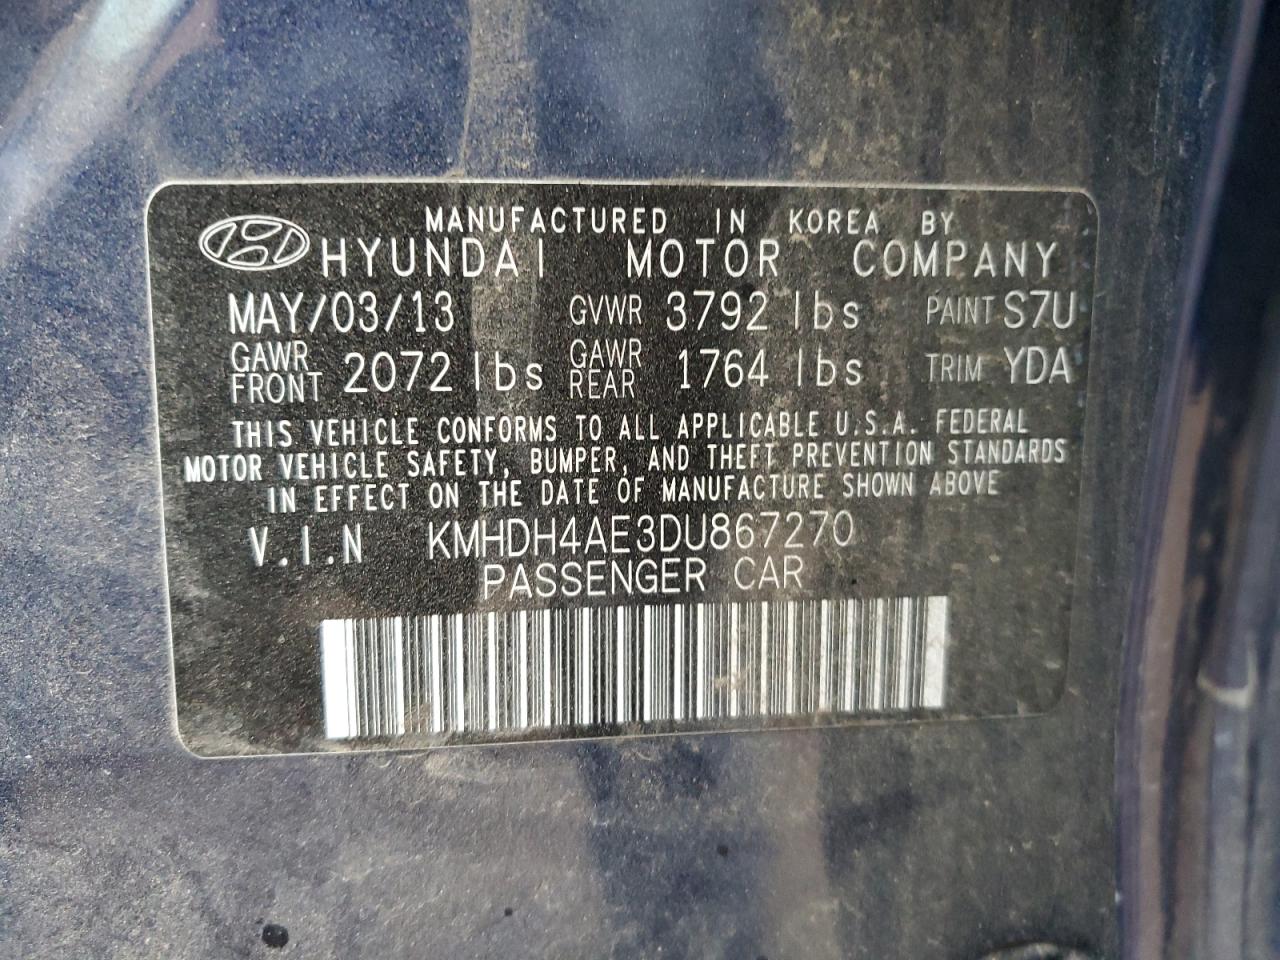 MANUFACTURED IN KOREA BY
HYUNDAI MOTOR COMPANY
MAY/03/13 GVWR 3792 lbs PAINT S7U
GAWR FRONT 2072 lbs GAWR REAR 1764 lbs TRIM YDA
THIS VEHICLE CONFORMS TO ALL APPLICABLE U.S.A. FEDERAL
MOTOR VEHICLE SAFETY, BUMPER, AND THEFT PREVENTION STANDARDS
IN EFFECT ON THE DATE OF MANUFACTURE SHOWN ABOVE
V.I.N KMHDH4AE3DU867270
PASSENGER CAR